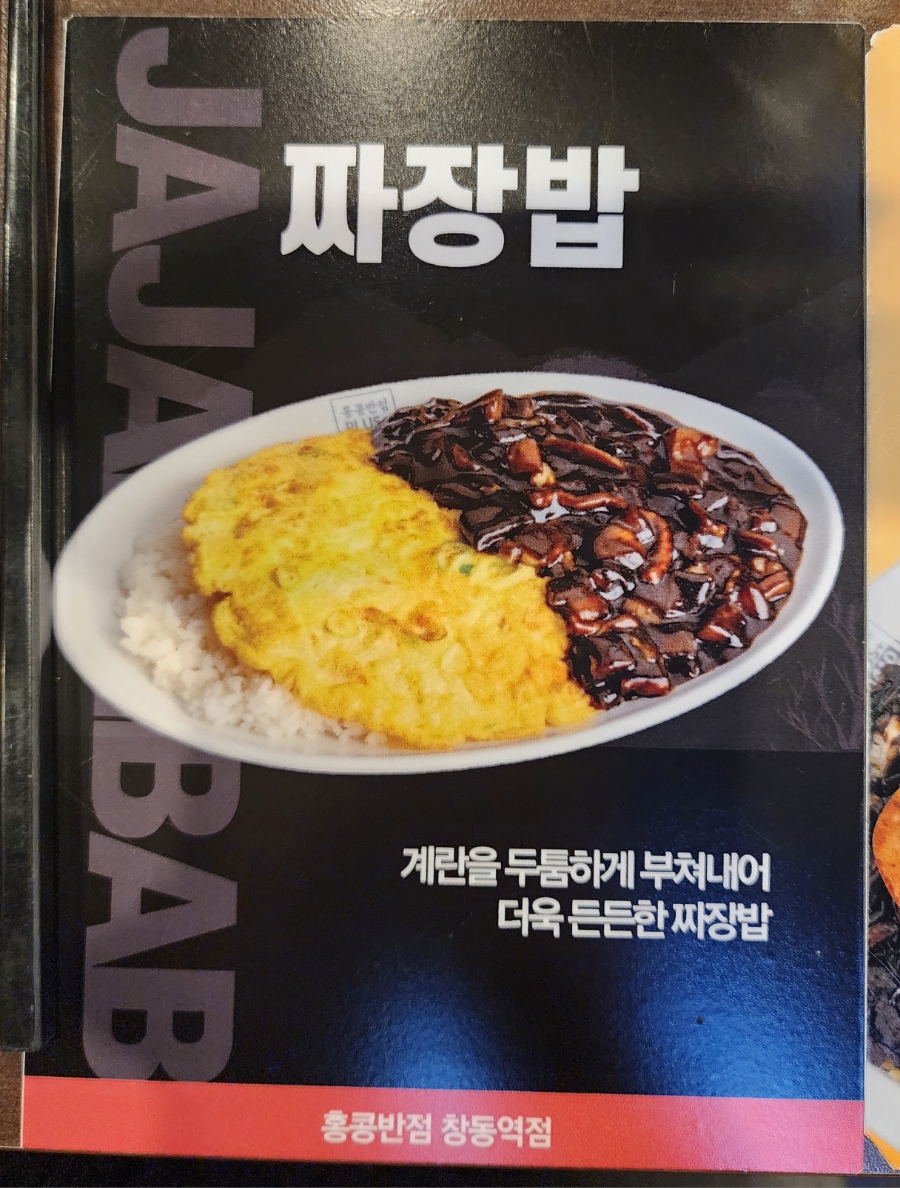 짜장밥
홍콩반점
PLUS
계란을 두툼하게 부쳐내어
더욱 든든한 짜장밥
홍콩반점 창동역점